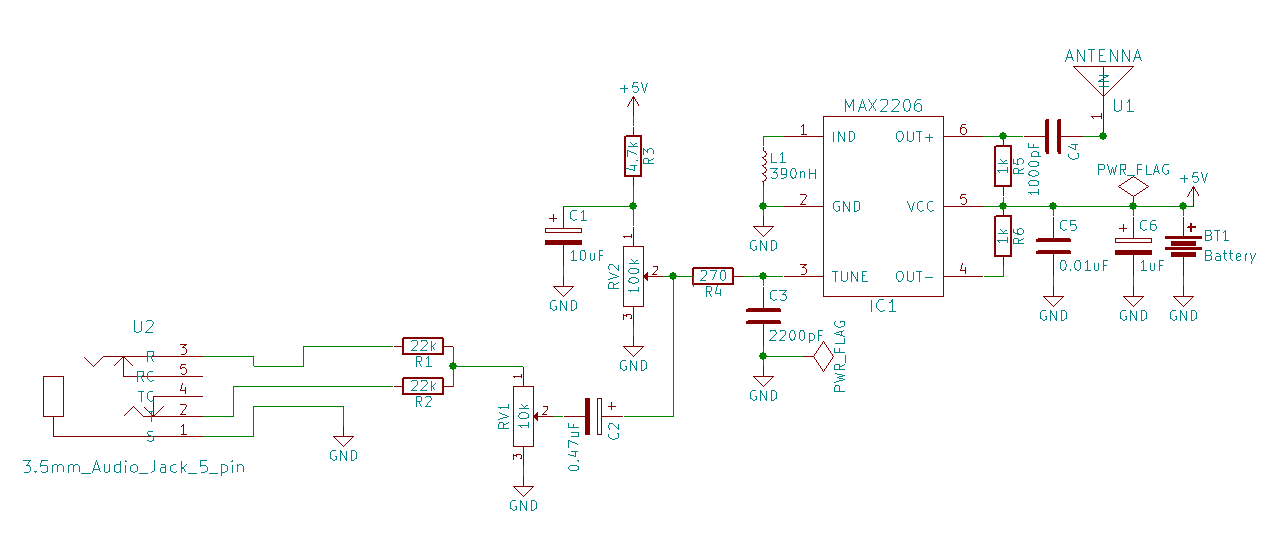 ANTENNA
IN
U1
1
+5V
4.7k
R3
MAX2206
1
IND
OUT+
6
L1
390nH
2
GND
VCC
5
3
TUNE
OUT-
4
IC1
GND
1k
R5
1000pF
C4
1k
R6
PWR_FLAG
+5V
C5
0.01uF
GND
+
C6
1uF
GND
+
BT1
Battery
GND
+
C1
10uF
GND
1
RV2
100k
2
3
GND
270
R4
C3
2200pF
PWR_FLAG
GND
U2
R
3
RC
5
TC
4
2
S
1
3.5mm_Audio_Jack_5_pin
GND
22k
R1
22k
R2
1
RV1
10k
2
3
GND
0.47uF
+
C2